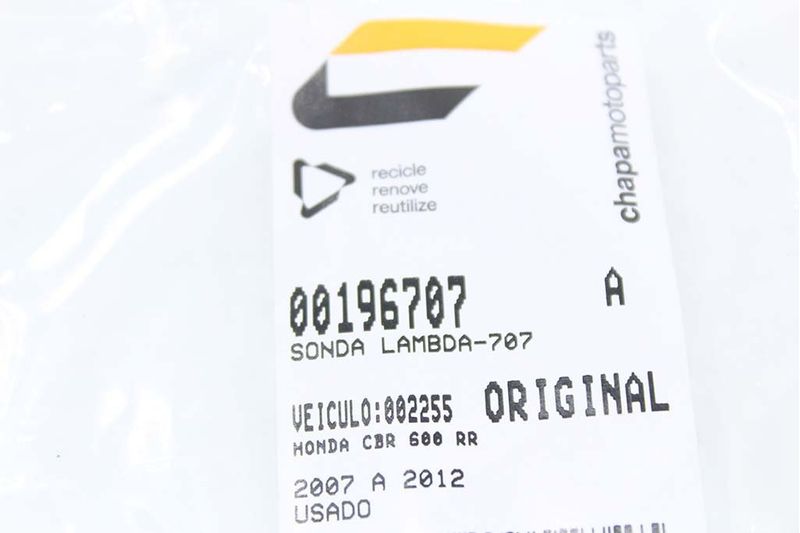 chapamotoparts
recicle
renove
reutilize
00196707 A
SONDA LAMBDA-707
VEICULO:002255 ORIGINAL
HONDA CBR 600 RR
2007 A 2012
USADO